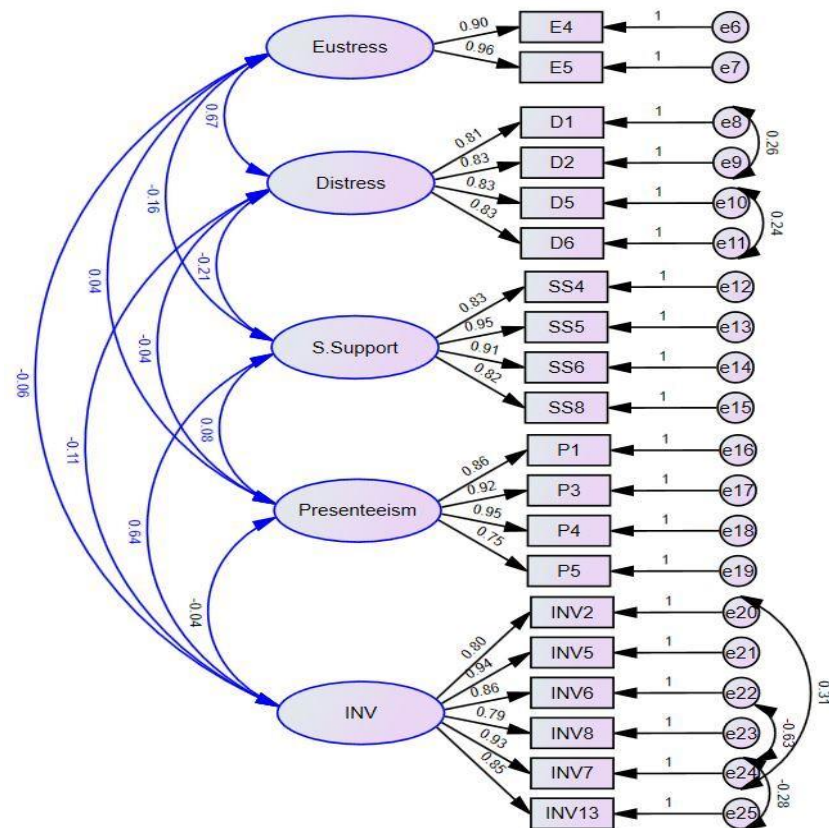 0.90 E4 1 e6
Eustress
0.96 E5 1 e7
0.67
0.81 D1 1 e8
0.26
0.83 D2 1 e9
Distress
0.83 D5 1 e10
0.24
0.83 D6 1 e11
-0.16
-0.21
0.83 SS4 1 e12
0.95 SS5 1 e13
S.Support
0.91 SS6 1 e14
0.82 SS8 1 e15
0.04
-0.04
-0.06
-0.11
0.08
0.86 P1 1 e16
0.92 P3 1 e17
Presenteeism
0.95 P4 1 e18
0.75 P5 1 e19
0.64
-0.04
0.80 INV2 1 e20
0.94 INV5 1 e21
0.86 INV6 1 e22
INV
0.79 INV8 1 e23
0.93 INV7 1 e24
0.85 INV13 1 e25
0.31
-0.63
-0.28